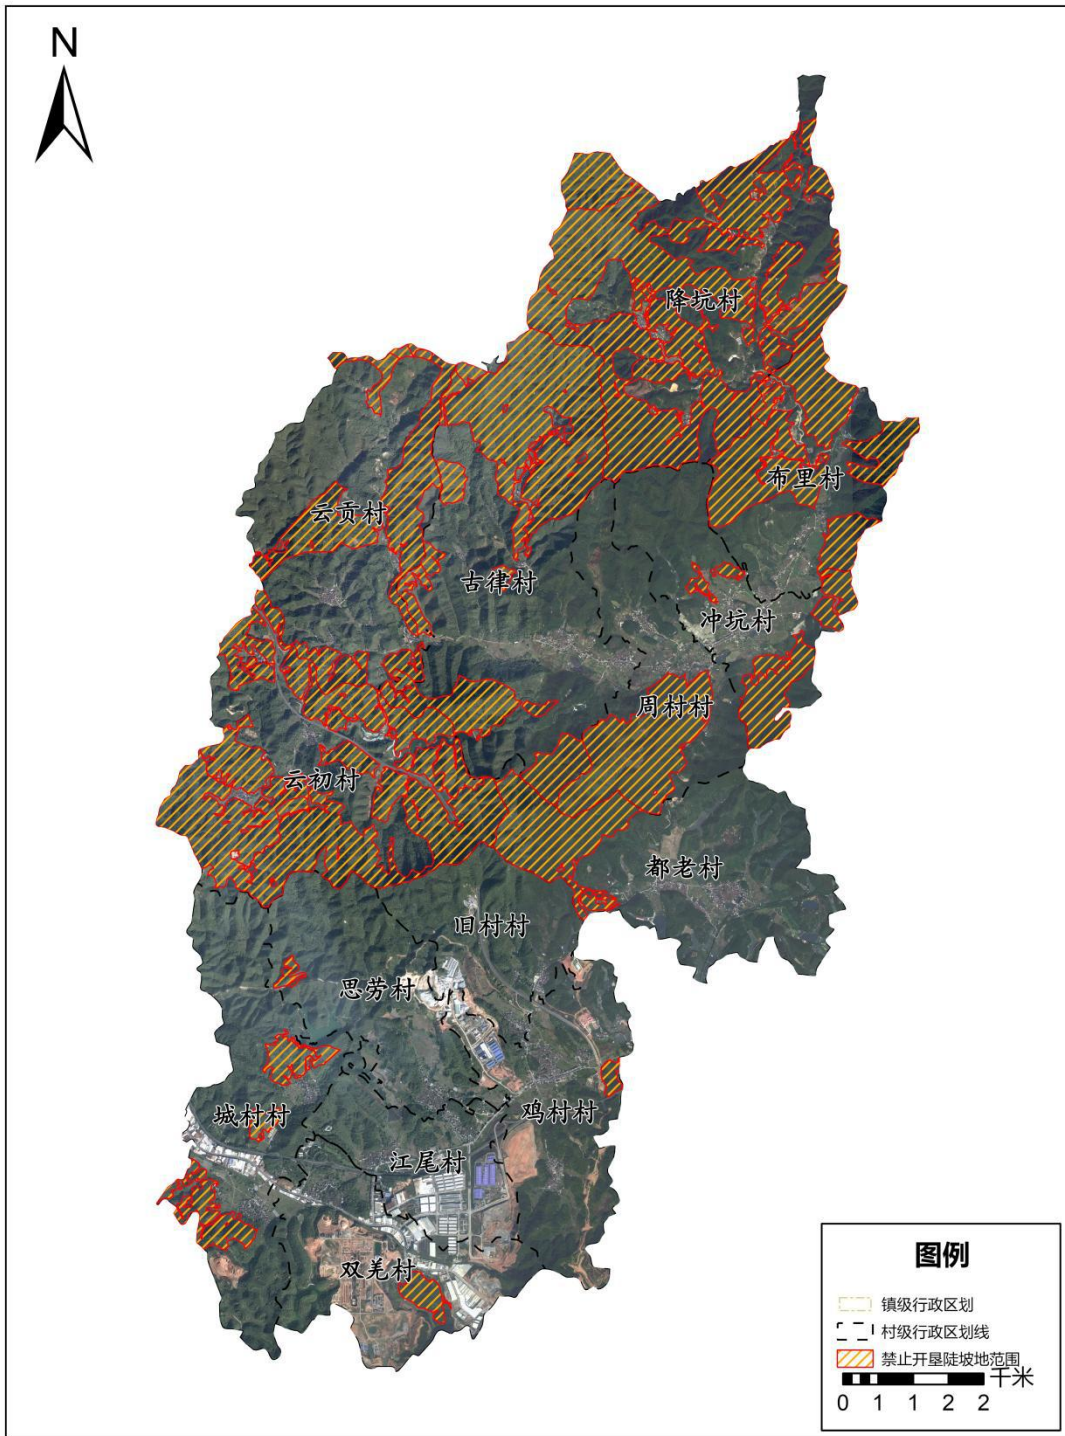 N
降坑村
布里村
云贡村
古律村
冲坑村
周村村
云初村
都老村
旧村村
思劳村
城村村
鸡村村
江尾村
双羌村
图例
镇级行政区划
村级行政区划线
禁止开垦陡坡地范围
千米
0 1 1 2 2